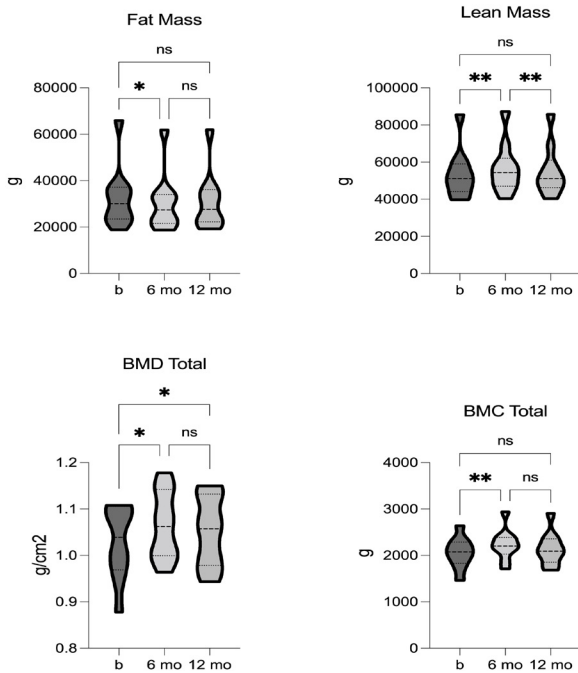 Fat Mass
ns
* ns
80000
60000
g
40000
20000
0
b 6 mo 12 mo
Lean Mass
ns
** **
100000
80000
g
60000
40000
20000
0
b 6 mo 12 mo
BMD Total
*
* ns
1.2
1.1
g/cm2
1.0
0.9
0.8
b 6 mo 12 mo
BMC Total
ns
** ns
4000
3000
g
2000
1000
0
b 6 mo 12 mo